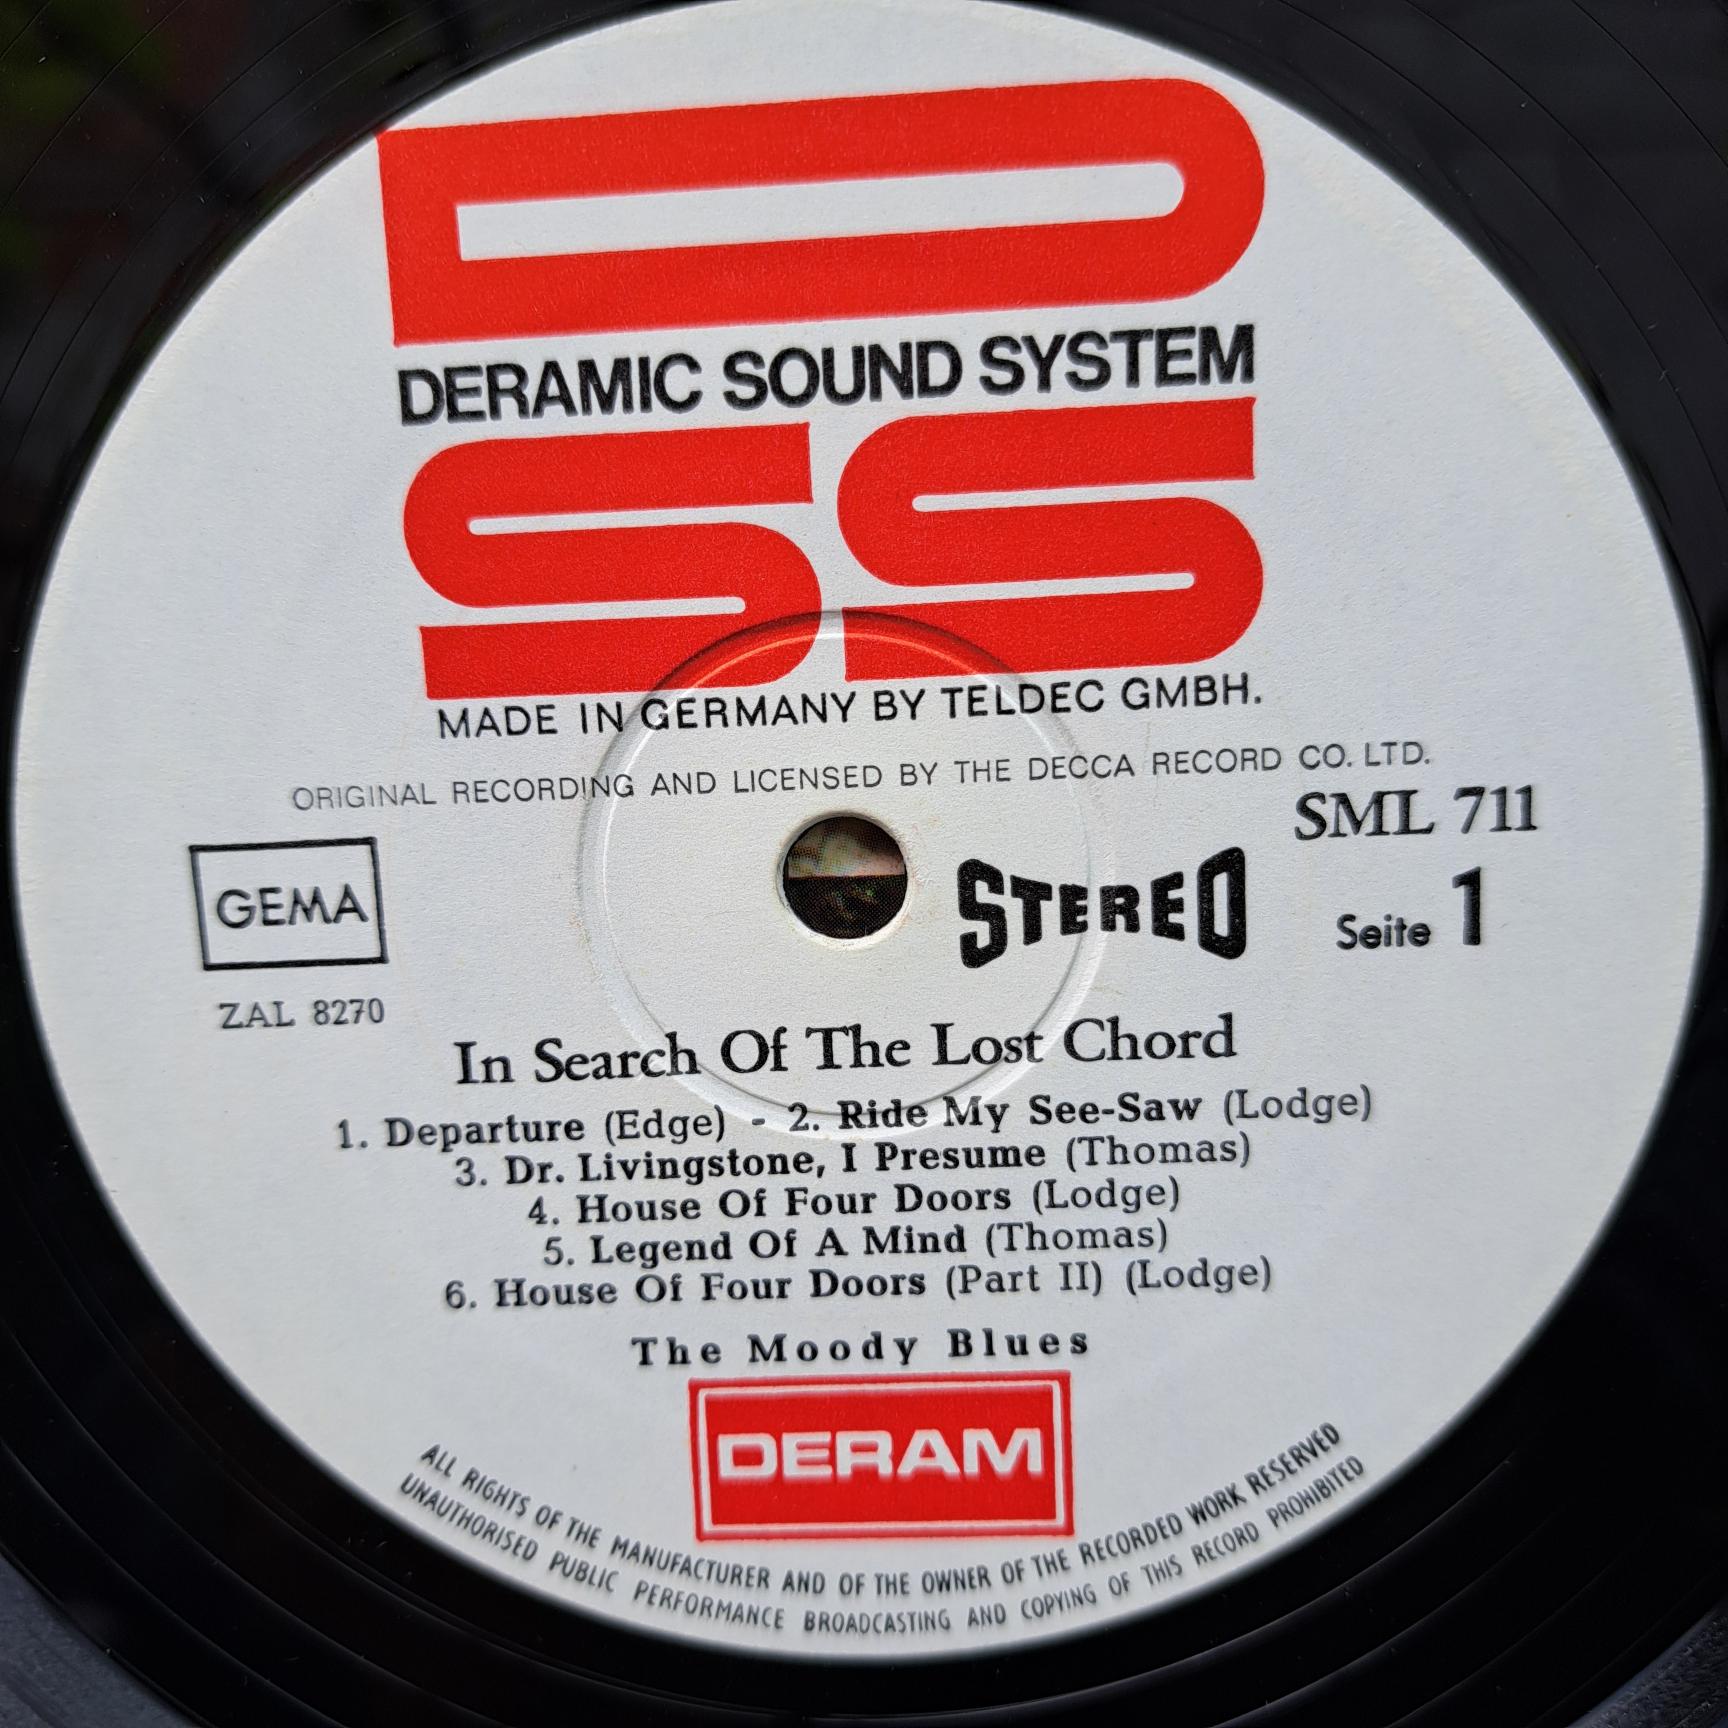 D
DERAMIC SOUND SYSTEM
SS
MADE IN GERMANY BY TELDEC GMBH.
ORIGINAL RECORDING AND LICENSED BY THE DECCA RECORD CO. LTD.
SML 711
GEMA
STEREO
Seite 1
ZAL 8270
In Search Of The Lost Chord
1. Departure (Edge) - 2. Ride My See-Saw (Lodge)
3. Dr. Livingstone, I Presume (Thomas)
4. House Of Four Doors (Lodge)
5. Legend Of A Mind (Thomas)
6. House Of Four Doors (Part II) (Lodge)
The Moody Blues
DERAM
ALL RIGHTS OF THE MANUFACTURER AND OF THE OWNER OF THE RECORDED WORK RESERVED
UNAUTHORISED PUBLIC PERFORMANCE BROADCASTING AND COPYING OF THIS RECORD PROHIBITED